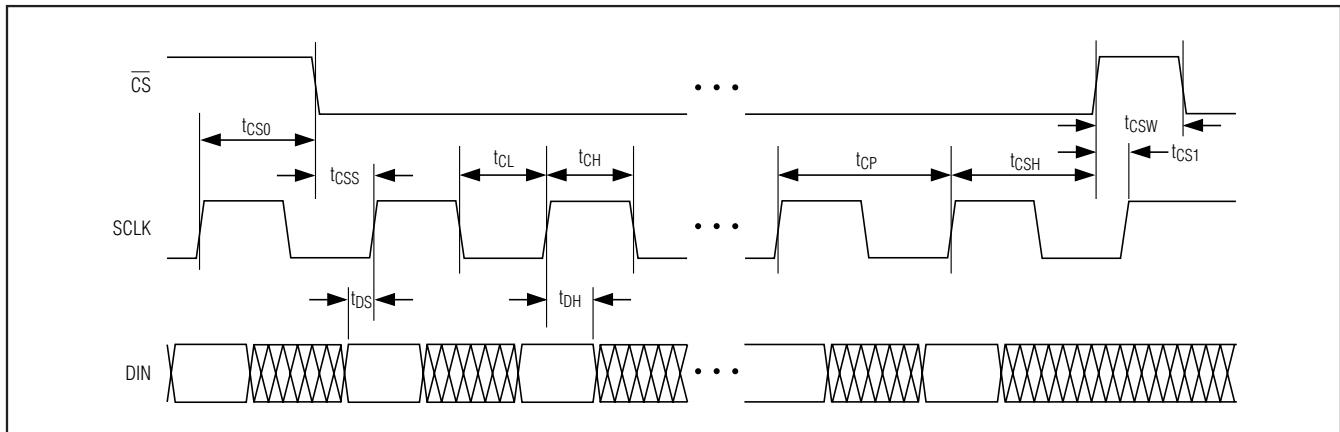 CS
• • •
tCS0
tCSW
tCL
tCH
tCP
tCSH
tCS1
tCSS
SCLK
• • •
tDS
tDH
DIN
• • •